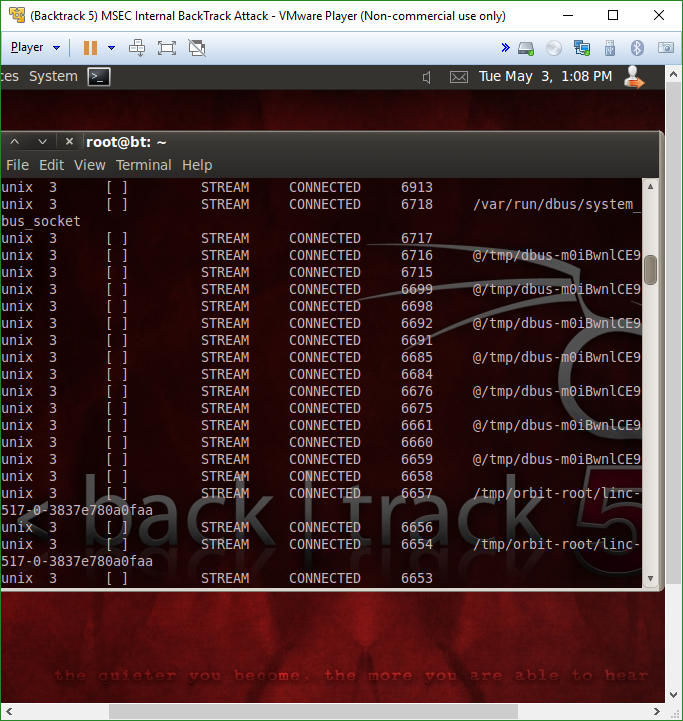 (Backtrack 5) MSEC Internal BackTrack Attack - VMware Player (Non-commercial use only)
Player
ces System >_ Tue May 3, 1:08 PM
root@bt: ~
File Edit View Terminal Help
unix 3 [ ] STREAM CONNECTED 6913
unix 3 [ ] STREAM CONNECTED 6718 /var/run/dbus/system_
bus_socket
unix 3 [ ] STREAM CONNECTED 6717
unix 3 [ ] STREAM CONNECTED 6716 @/tmp/dbus-m0iBwnlCE9
unix 3 [ ] STREAM CONNECTED 6715
unix 3 [ ] STREAM CONNECTED 6699 @/tmp/dbus-m0iBwnlCE9
unix 3 [ ] STREAM CONNECTED 6698
unix 3 [ ] STREAM CONNECTED 6692 @/tmp/dbus-m0iBwnlCE9
unix 3 [ ] STREAM CONNECTED 6691
unix 3 [ ] STREAM CONNECTED 6685 @/tmp/dbus-m0iBwnlCE9
unix 3 [ ] STREAM CONNECTED 6684
unix 3 [ ] STREAM CONNECTED 6676 @/tmp/dbus-m0iBwnlCE9
unix 3 [ ] STREAM CONNECTED 6675
unix 3 [ ] STREAM CONNECTED 6661 @/tmp/dbus-m0iBwnlCE9
unix 3 [ ] STREAM CONNECTED 6660
unix 3 [ ] STREAM CONNECTED 6659 @/tmp/dbus-m0iBwnlCE9
unix 3 [ ] STREAM CONNECTED 6658
unix 3 [ ] STREAM CONNECTED 6657 /tmp/orbit-root/linc-
517-0-3837e780a0faa
unix 3 [ ] STREAM CONNECTED 6656
unix 3 [ ] STREAM CONNECTED 6654 /tmp/orbit-root/linc-
517-0-3837e780a0faa
unix 3 [ ] STREAM CONNECTED 6653
<< back|track 5
the quieter you become, the more you are able to hear